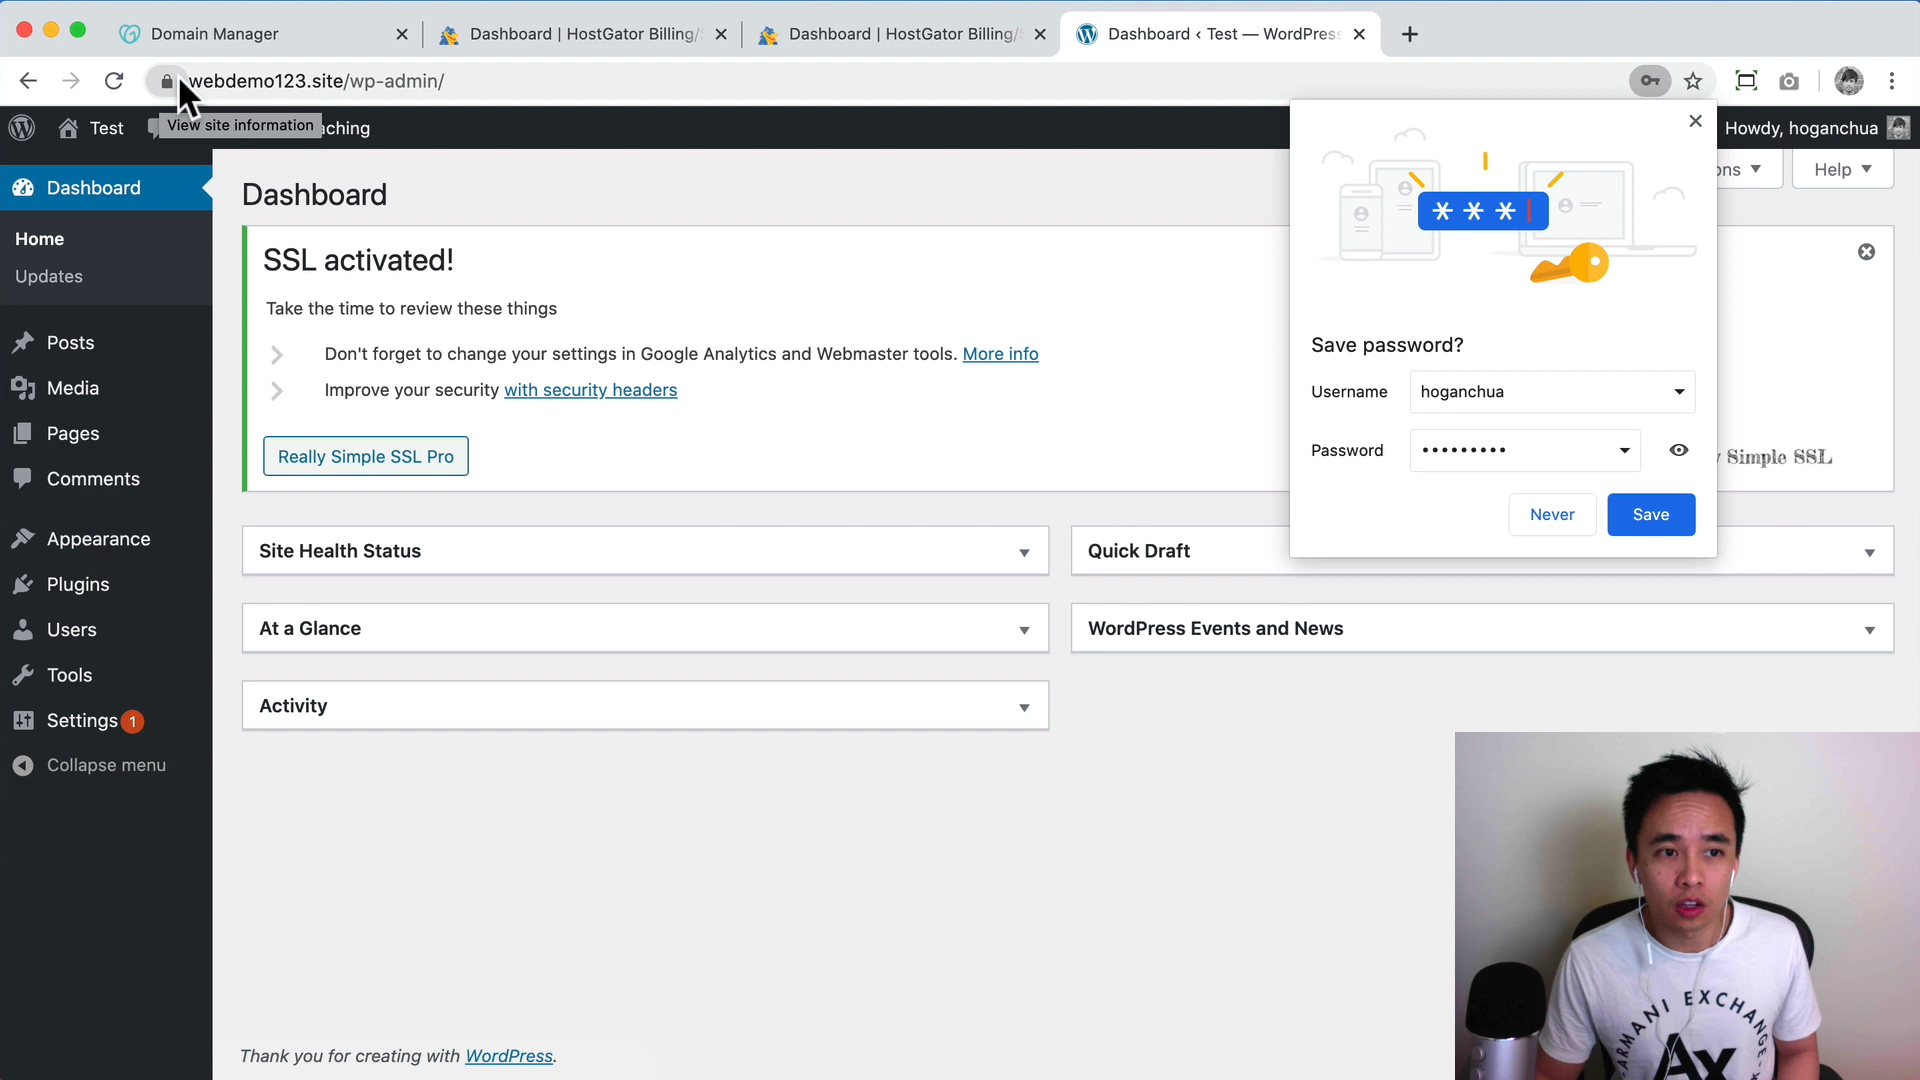 Domain Manager
Dashboard | HostGator Billing/
Dashboard | HostGator Billing/
Dashboard ‹ Test — WordPress
webdemo123.site/wp-admin/
View site information
Test
aching
Howdy, hoganchua
Dashboard
Home
Updates
Posts
Media
Pages
Comments
Appearance
Plugins
Users
Tools
Settings 1
Collapse menu
Dashboard
ons
Help
SSL activated!
Take the time to review these things
Don't forget to change your settings in Google Analytics and Webmaster tools. More info
Improve your security with security headers
Really Simple SSL Pro
Simple SSL
Save password?
Username hoganchua
Password •••••••••
Never
Save
* * *
Site Health Status
Quick Draft
At a Glance
WordPress Events and News
Activity
Thank you for creating with WordPress.
ARMANI EXCHANGE
AX